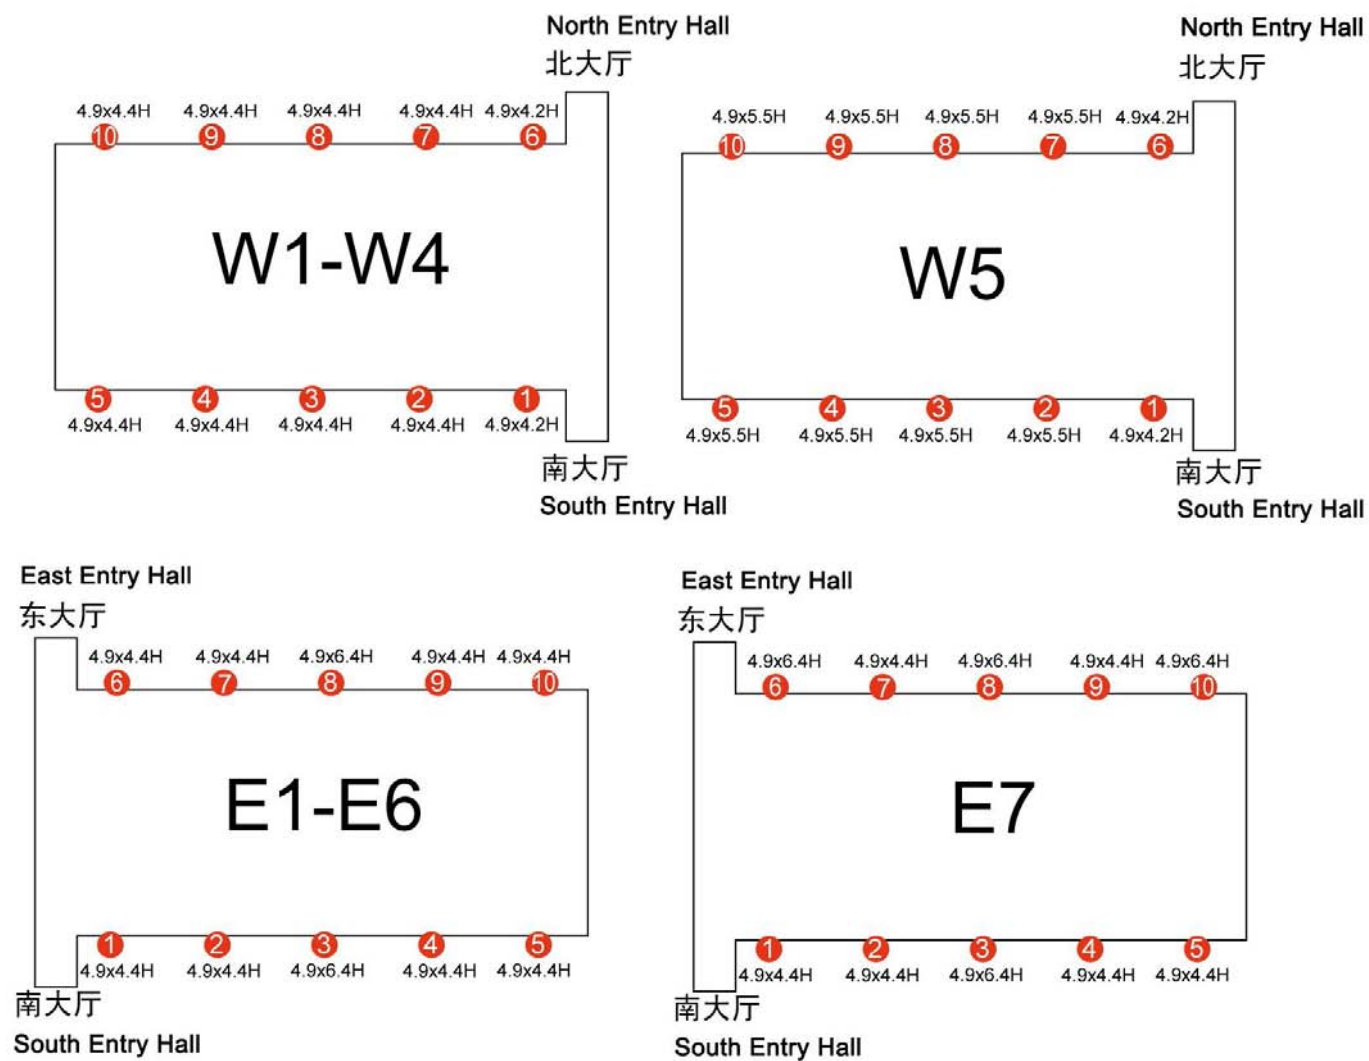 North Entry Hall
北大厅
4.9x4.4H 4.9x4.4H 4.9x4.4H 4.9x4.4H 4.9x4.2H
10 9 8 7 6
W1-W4
5 4 3 2 1
4.9x4.4H 4.9x4.4H 4.9x4.4H 4.9x4.4H 4.9x4.2H
南大厅
South Entry Hall
North Entry Hall
北大厅
4.9x5.5H 4.9x5.5H 4.9x5.5H 4.9x5.5H 4.9x4.2H
10 9 8 7 6
W5
5 4 3 2 1
4.9x5.5H 4.9x5.5H 4.9x5.5H 4.9x5.5H 4.9x4.2H
南大厅
South Entry Hall
East Entry Hall
东大厅
4.9x4.4H 4.9x4.4H 4.9x6.4H 4.9x4.4H 4.9x4.4H
6 7 8 9 10
E1-E6
1 2 3 4 5
4.9x4.4H 4.9x4.4H 4.9x6.4H 4.9x4.4H 4.9x4.4H
南大厅
South Entry Hall
East Entry Hall
东大厅
4.9x6.4H 4.9x4.4H 4.9x6.4H 4.9x4.4H 4.9x6.4H
6 7 8 9 10
E7
1 2 3 4 5
4.9x4.4H 4.9x4.4H 4.9x6.4H 4.9x4.4H 4.9x4.4H
南大厅
South Entry Hall